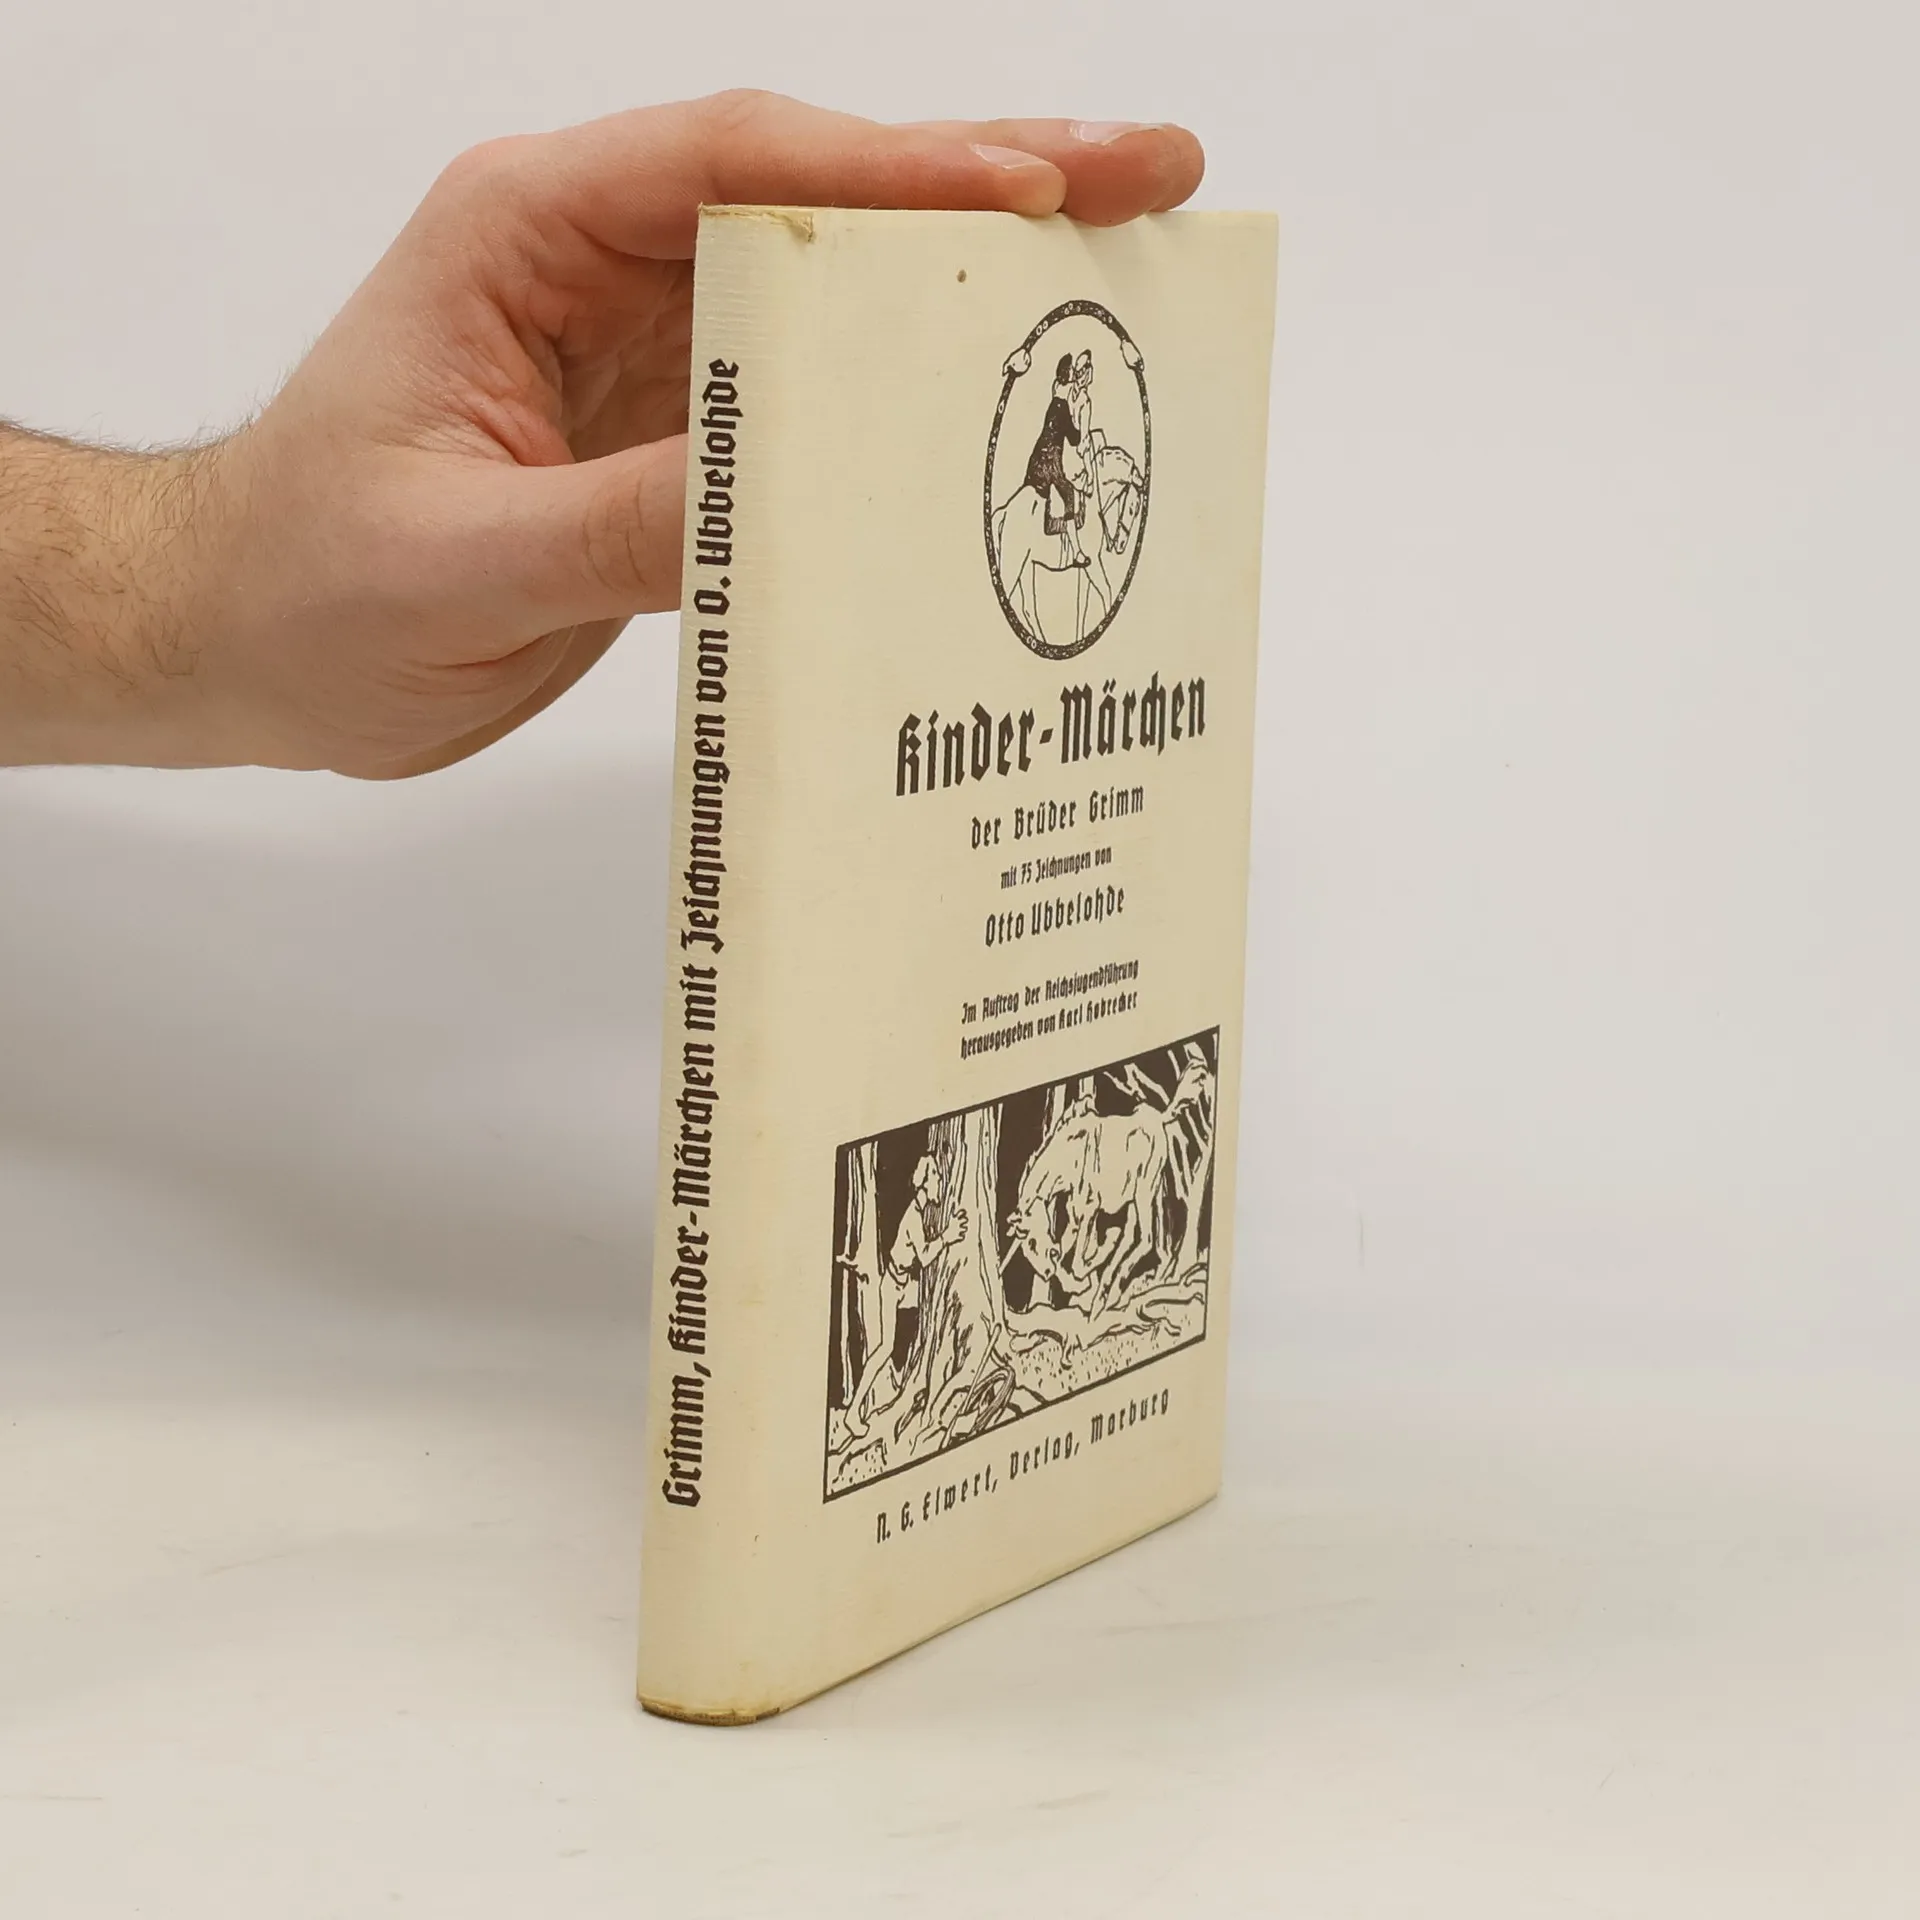 Grimm, Kinder-Märchen mit Zeichnungen von O. Ubbelohde
Kinder-Märchen
der Brüder Grimm
mit 75 Zeichnungen von
Otto Ubbelohde
Im Auftrag der Reichsjugendführung
herausgegeben von Karl Hobrecker
N. G. Elwert, Verlag, Marburg